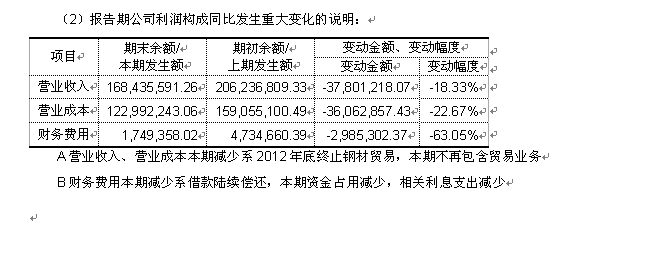 （2）报告期公司利润构成同比发生重大变化的说明：
项目 期末余额/ 期初余额/ 变动金额、变动幅度
本期发生额 上期发生额 变动金额 变动幅度
营业收入 168,435,591.26 206,236,809.33 -37,801,218.07 -18.33%
营业成本 122,992,243.06 159,055,100.49 -36,062,857.43 -22.67%
财务费用 1,749,358.02 4,734,660.39 -2,985,302.37 -63.05%
A 营业收入、营业成本本期减少系 2012 年底终止钢材贸易，本期不再包含贸易业务
B 财务费用本期减少系借款陆续偿还，本期资金占用减少，相关利息支出减少